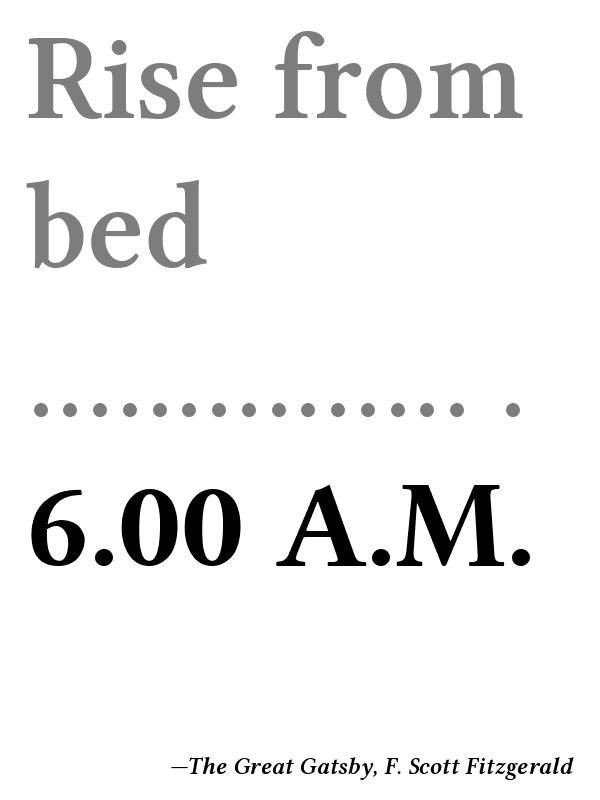 Rise from
bed
............... .
6.00 A.M.
—The Great Gatsby, F. Scott Fitzgerald